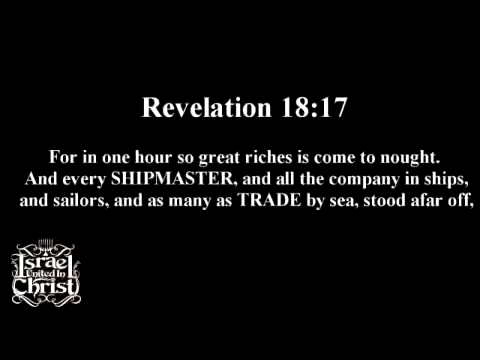 Revelation 18:17
For in one hour so great riches is come to nought.
And every SHIPMASTER, and all the company in ships,
and sailors, and as many as TRADE by sea, stood afar off,
Israel
United In
Christ